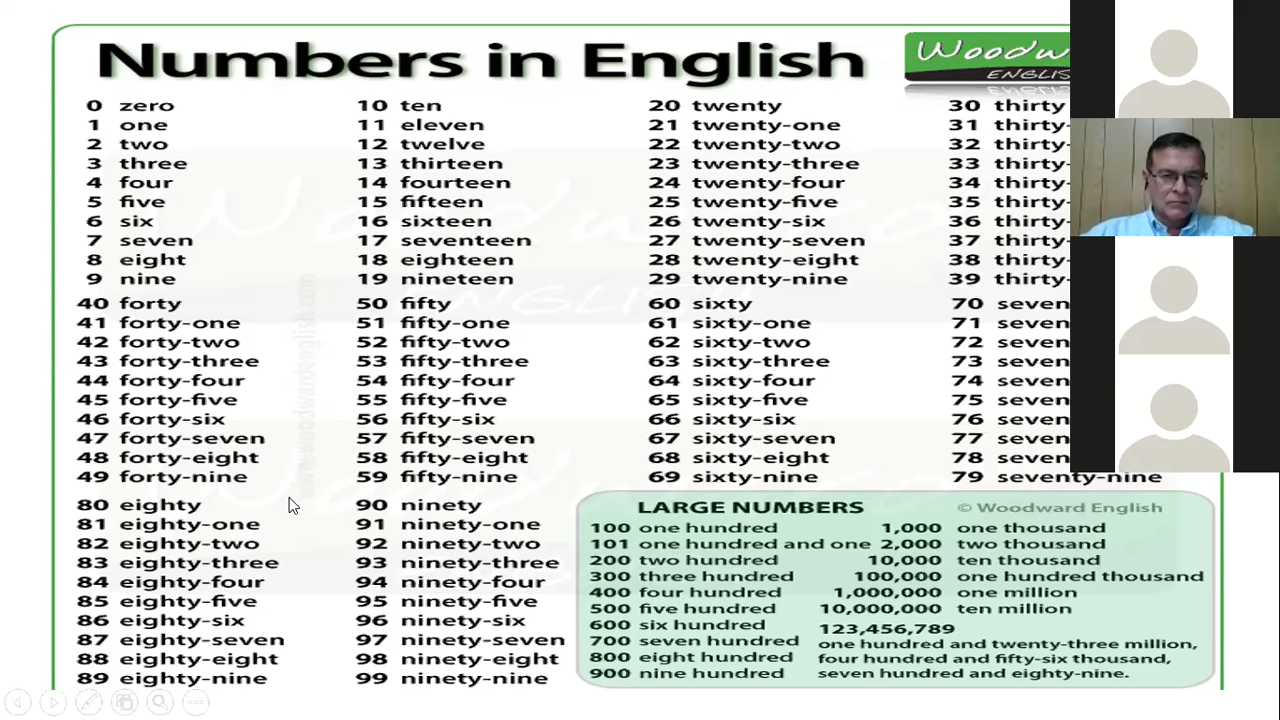 Numbers in English
Woodw
ENGLIS
0 zero 10 ten 20 twenty 30 thirty
1 one 11 eleven 21 twenty-one 31 thirty-
2 two 12 twelve 22 twenty-two 32 thirty-
3 three 13 thirteen 23 twenty-three 33 thirty-
4 four 14 fourteen 24 twenty-four 34 thirty-
5 five 15 fifteen 25 twenty-five 35 thirty-
6 six 16 sixteen 26 twenty-six 36 thirty-
7 seven 17 seventeen 27 twenty-seven 37 thirty-
8 eight 18 eighteen 28 twenty-eight 38 thirty-
9 nine 19 nineteen 29 twenty-nine 39 thirty-
40 forty 50 fifty 60 sixty 70 seven
41 forty-one 51 fifty-one 61 sixty-one 71 seven
42 forty-two 52 fifty-two 62 sixty-two 72 seven
43 forty-three 53 fifty-three 63 sixty-three 73 seven
44 forty-four 54 fifty-four 64 sixty-four 74 seven
45 forty-five 55 fifty-five 65 sixty-five 75 seven
46 forty-six 56 fifty-six 66 sixty-six 76 seven
47 forty-seven 57 fifty-seven 67 sixty-seven 77 seven
48 forty-eight 58 fifty-eight 68 sixty-eight 78 seven
49 forty-nine 59 fifty-nine 69 sixty-nine 79 seventy-nine
www.woodwardenglish.com
80 eighty 90 ninety
81 eighty-one 91 ninety-one
82 eighty-two 92 ninety-two
83 eighty-three 93 ninety-three
84 eighty-four 94 ninety-four
85 eighty-five 95 ninety-five
86 eighty-six 96 ninety-six
87 eighty-seven 97 ninety-seven
88 eighty-eight 98 ninety-eight
89 eighty-nine 99 ninety-nine
LARGE NUMBERS © Woodward English
100 one hundred 1,000 one thousand
101 one hundred and one 2,000 two thousand
200 two hundred 10,000 ten thousand
300 three hundred 100,000 one hundred thousand
400 four hundred 1,000,000 one million
500 five hundred 10,000,000 ten million
600 six hundred 123,456,789
700 seven hundred one hundred and twenty-three million,
800 eight hundred four hundred and fifty-six thousand,
900 nine hundred seven hundred and eighty-nine.